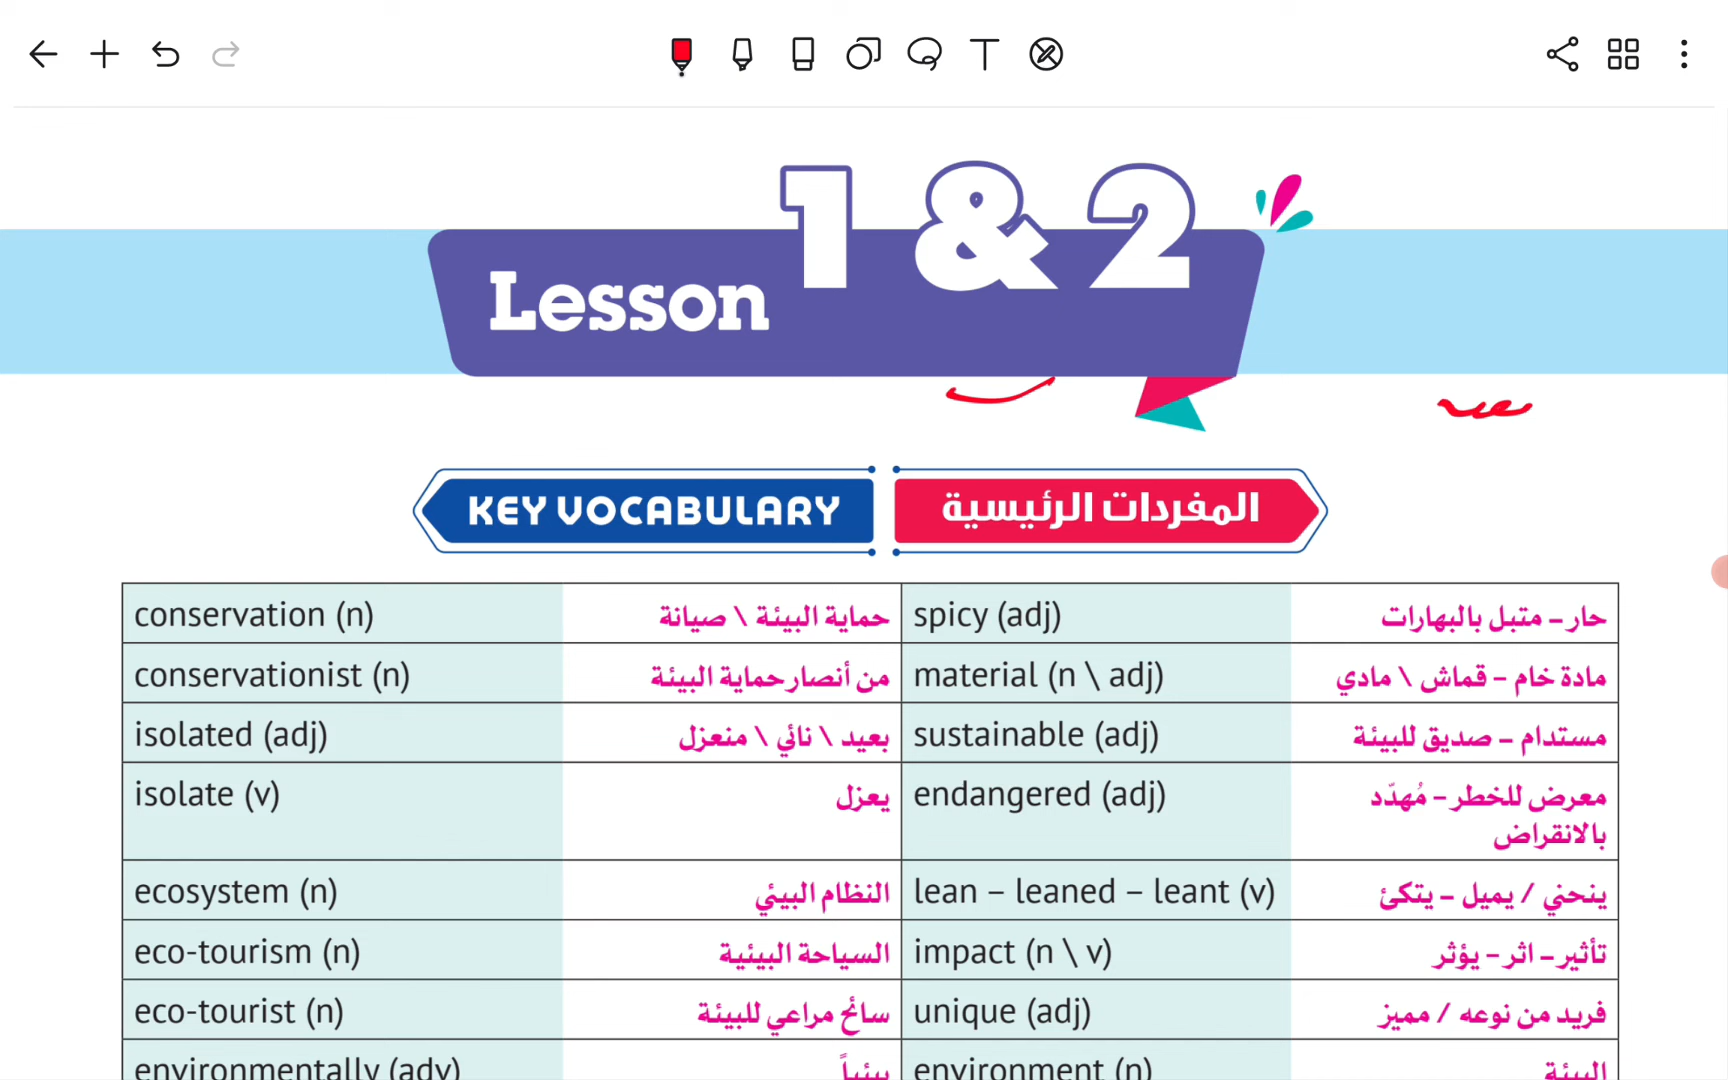 1 & 2
Lesson
KEY VOCABULARY المفردات الرئيسية
conservation (n) حماية البيئة \ صيانة spicy (adj) حار – متبل بالبهارات
conservationist (n) من أنصار حماية البيئة material (n \ adj) مادة خام – قماش \ مادي
isolated (adj) بعيد \ نائي \ منعزل sustainable (adj) مستدام – صديق للبيئة
isolate (v) يعزل endangered (adj) معرض للخطر – مُهدّد
بالانقراض
ecosystem (n) النظام البيئي lean – leaned – leant (v) ينحني / يميل – يتكئ
eco-tourism (n) السياحة البيئية impact (n \ v) تأثير – اثر – يؤثر
eco-tourist (n) سائح مراعي للبيئة unique (adj) فريد من نوعه / مميز
environmentally (adv) بيئياً environment (n) البيئة